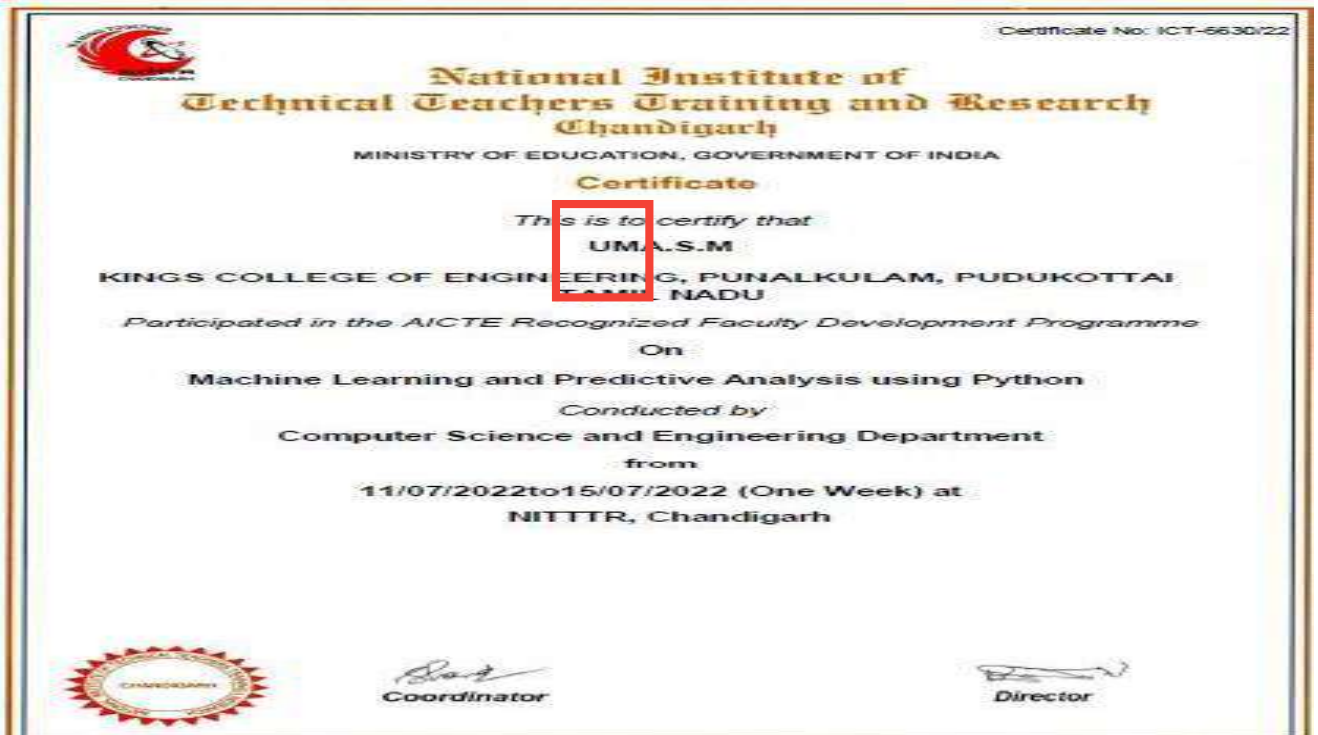 Certificate No: ICT-6630/22
National Institute of
Technical Teachers Training and Research
Chandigarh
MINISTRY OF EDUCATION, GOVERNMENT OF INDIA
Certificate
This is to certify that
UMA.S.M
KINGS COLLEGE OF ENGINEERING, PUNALKULAM, PUDUKOTTAI
TAMIL NADU
Participated in the AICTE Recognized Faculty Development Programme
On
Machine Learning and Predictive Analysis using Python
Conducted by
Computer Science and Engineering Department
from
11/07/2022to15/07/2022 (One Week) at
NITTTR, Chandigarh
CHANDIGARH
Coordinator
Director